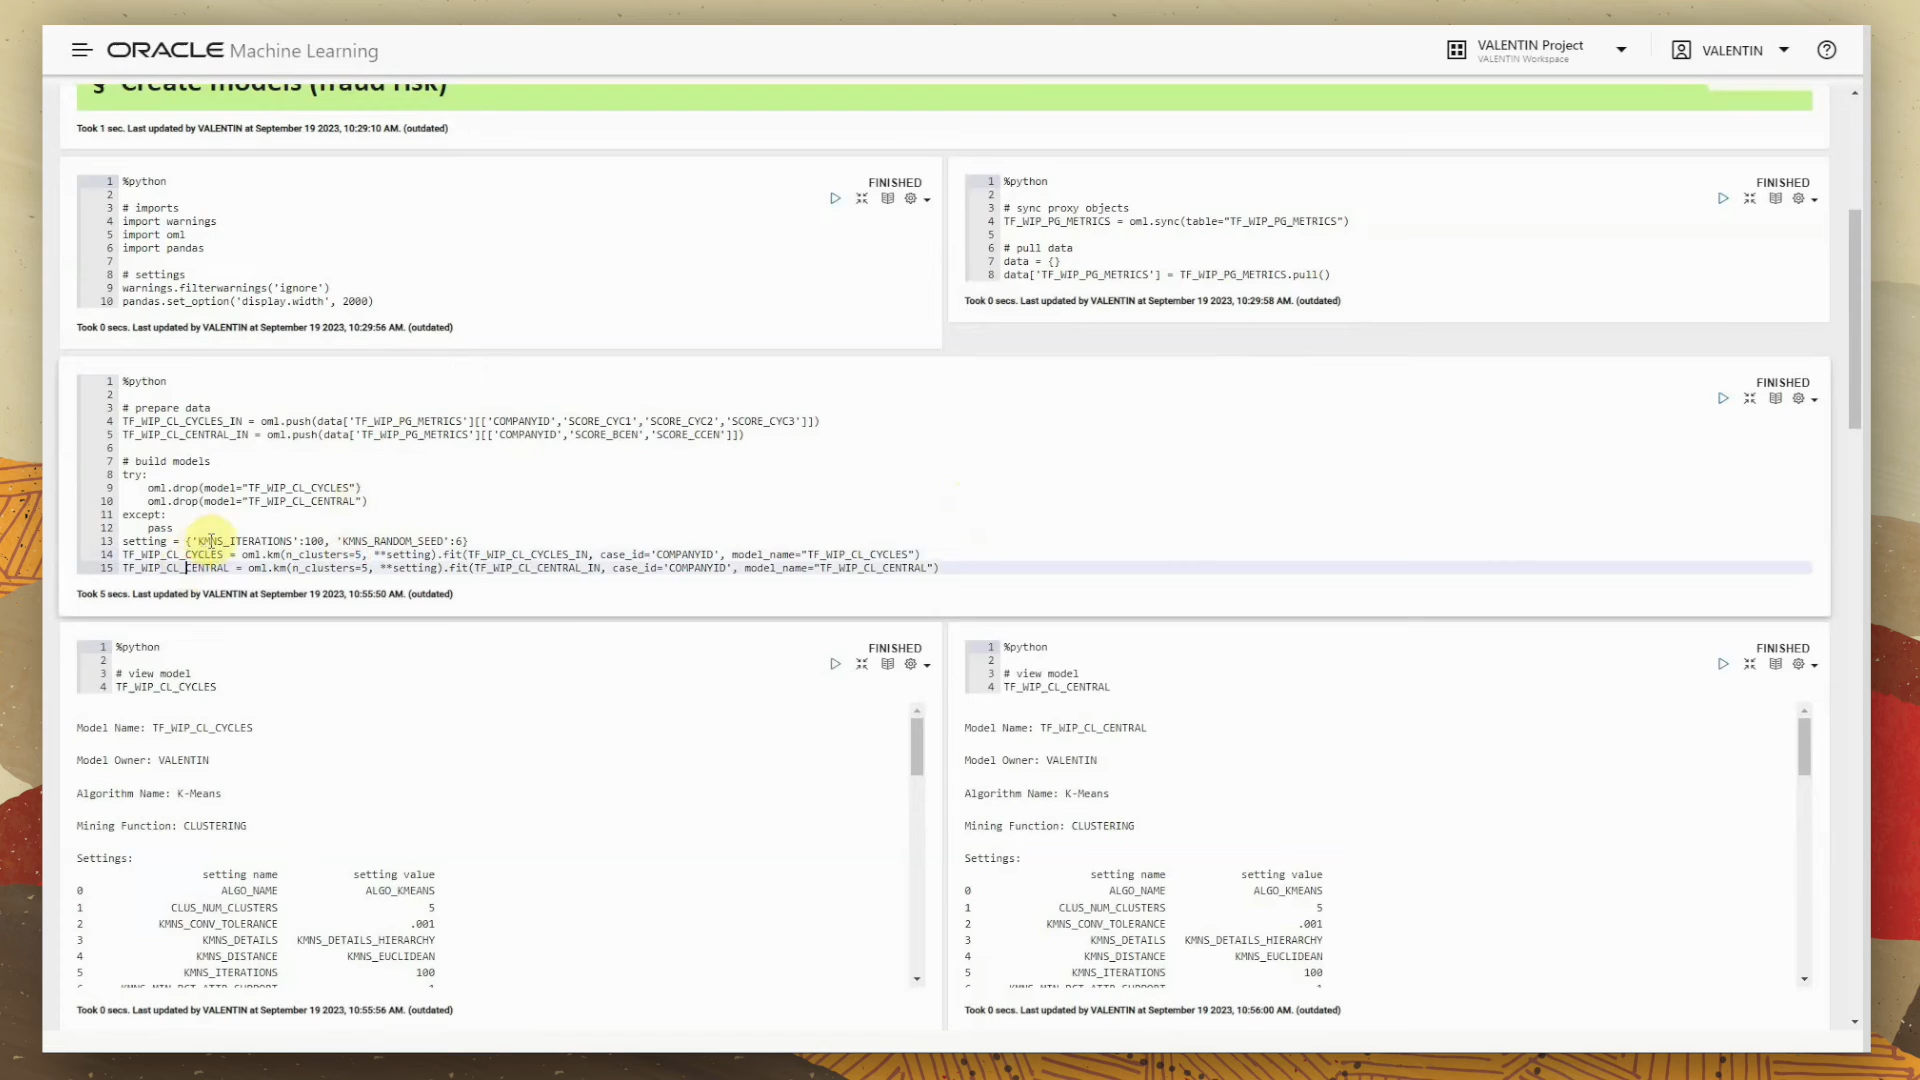 ORACLE Machine Learning
VALENTIN Project
VALENTIN Workspace
VALENTIN
§ Create models (fraud risk)
Took 1 sec. Last updated by VALENTIN at September 19 2023, 10:29:10 AM. (outdated)
FINISHED
1 %python
2
3 # imports
4 import warnings
5 import oml
6 import pandas
7
8 # settings
9 warnings.filterwarnings('ignore')
10 pandas.set_option('display.width', 2000)
Took 0 secs. Last updated by VALENTIN at September 19 2023, 10:29:56 AM. (outdated)
FINISHED
1 %python
2
3 # sync proxy objects
4 TF_WIP_PG_METRICS = oml.sync(table="TF_WIP_PG_METRICS")
5
6 # pull data
7 data = {}
8 data['TF_WIP_PG_METRICS'] = TF_WIP_PG_METRICS.pull()
Took 0 secs. Last updated by VALENTIN at September 19 2023, 10:29:58 AM. (outdated)
FINISHED
1 %python
2
3 # prepare data
4 TF_WIP_CL_CYCLES_IN = oml.push(data['TF_WIP_PG_METRICS'][['COMPANYID','SCORE_CYC1','SCORE_CYC2','SCORE_CYC3']])
5 TF_WIP_CL_CENTRAL_IN = oml.push(data['TF_WIP_PG_METRICS'][['COMPANYID','SCORE_BCEN','SCORE_CCEN']])
6
7 # build models
8 try:
9 oml.drop(model="TF_WIP_CL_CYCLES")
10 oml.drop(model="TF_WIP_CL_CENTRAL")
11 except:
12 pass
13 setting = {'KMNS_ITERATIONS':100, 'KMNS_RANDOM_SEED':6}
14 TF_WIP_CL_CYCLES = oml.km(n_clusters=5, **setting).fit(TF_WIP_CL_CYCLES_IN, case_id='COMPANYID', model_name="TF_WIP_CL_CYCLES")
15 TF_WIP_CL_CENTRAL = oml.km(n_clusters=5, **setting).fit(TF_WIP_CL_CENTRAL_IN, case_id='COMPANYID', model_name="TF_WIP_CL_CENTRAL")
Took 5 secs. Last updated by VALENTIN at September 19 2023, 10:55:50 AM. (outdated)
FINISHED
1 %python
2
3 # view model
4 TF_WIP_CL_CYCLES
Model Name: TF_WIP_CL_CYCLES
Model Owner: VALENTIN
Algorithm Name: K-Means
Mining Function: CLUSTERING
Settings:
setting name setting value
0 ALGO_NAME ALGO_KMEANS
1 CLUS_NUM_CLUSTERS 5
2 KMNS_CONV_TOLERANCE .001
3 KMNS_DETAILS KMNS_DETAILS_HIERARCHY
4 KMNS_DISTANCE KMNS_EUCLIDEAN
5 KMNS_ITERATIONS 100
Took 0 secs. Last updated by VALENTIN at September 19 2023, 10:55:56 AM. (outdated)
FINISHED
1 %python
2
3 # view model
4 TF_WIP_CL_CENTRAL
Model Name: TF_WIP_CL_CENTRAL
Model Owner: VALENTIN
Algorithm Name: K-Means
Mining Function: CLUSTERING
Settings:
setting name setting value
0 ALGO_NAME ALGO_KMEANS
1 CLUS_NUM_CLUSTERS 5
2 KMNS_CONV_TOLERANCE .001
3 KMNS_DETAILS KMNS_DETAILS_HIERARCHY
4 KMNS_DISTANCE KMNS_EUCLIDEAN
5 KMNS_ITERATIONS 100
Took 0 secs. Last updated by VALENTIN at September 19 2023, 10:56:00 AM. (outdated)